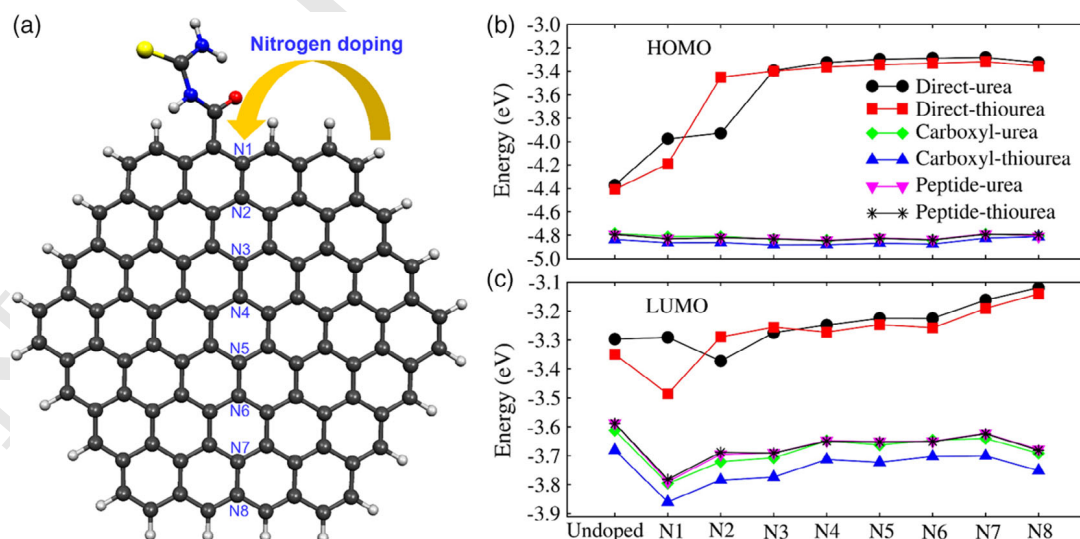 (a)
Nitrogen doping
N1
N2
N3
N4
N5
N6
N7
N8
(b)
HOMO
Energy (eV)
-3.0
-3.2
-3.4
-3.6
-3.8
-4.0
-4.2
-4.4
-4.6
-4.8
-5.0
Direct-urea
Direct-thiourea
Carboxyl-urea
Carboxyl-thiourea
Peptide-urea
Peptide-thiourea
(c)
LUMO
Energy (eV)
-3.1
-3.2
-3.3
-3.4
-3.5
-3.6
-3.7
-3.8
-3.9
Undoped N1 N2 N3 N4 N5 N6 N7 N8